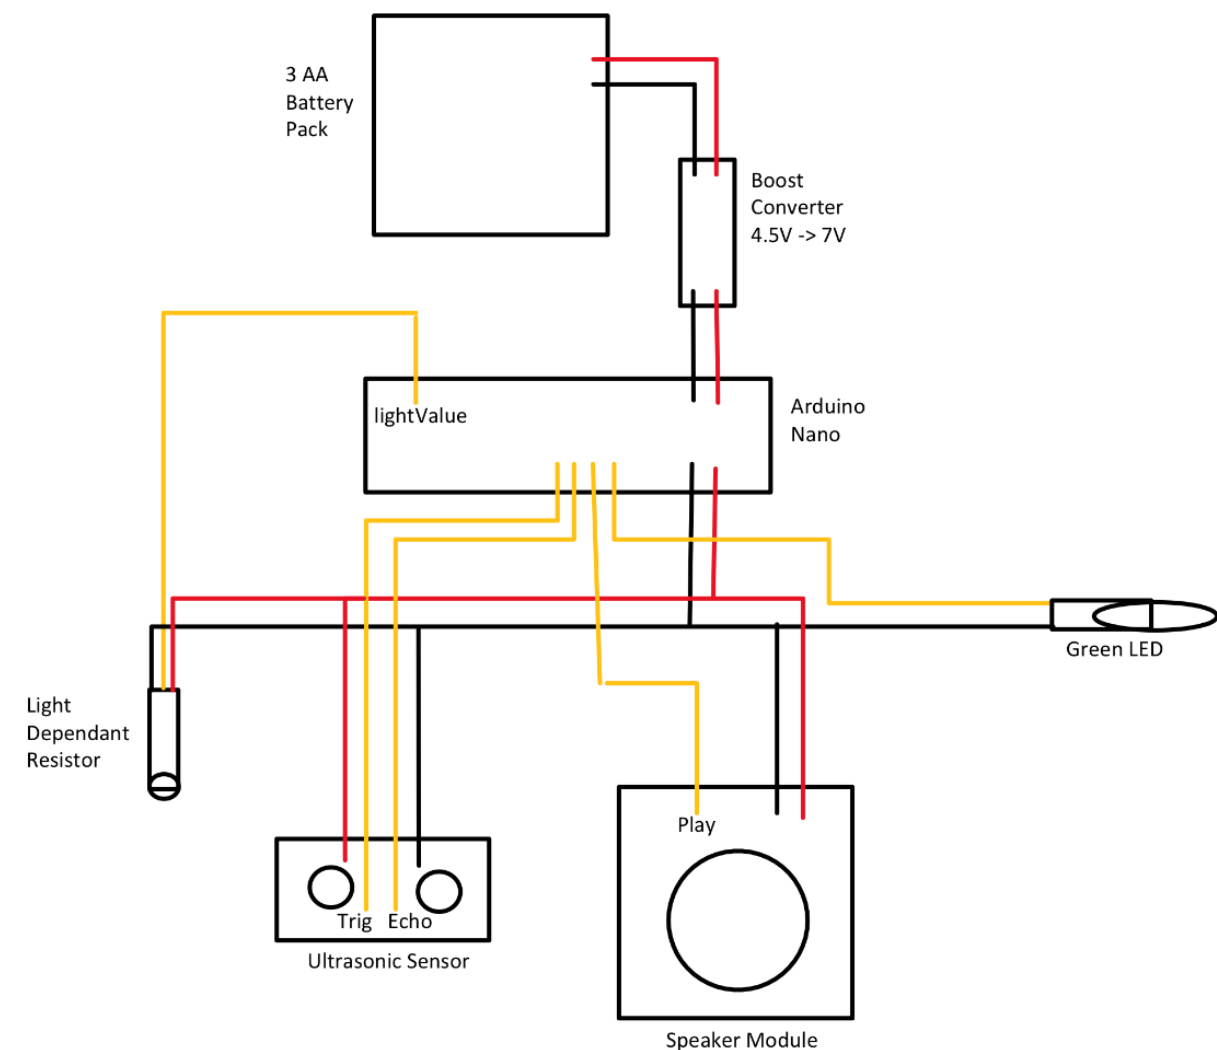 3 AA
Battery
Pack
Boost
Converter
4.5V -> 7V
lightValue
Arduino
Nano
Green LED
Light
Dependant
Resistor
Play
Trig Echo
Ultrasonic Sensor
Speaker Module